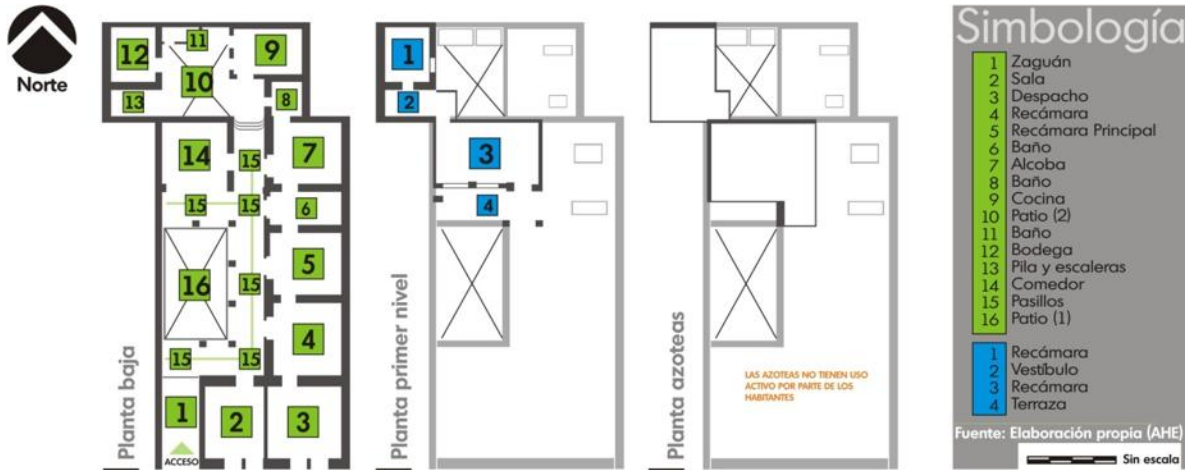 Norte
12
11
9
10
13
8
14
15
7
15
15
6
5
16
15
4
15
15
1
2
3
ACCESO
Planta baja
1
2
3
4
Planta primer nivel
LAS AZOTEAS NO TIENEN USO
ACTIVO POR PARTE DE LOS
HABITANTES
Planta azoteas
Simbología
1 Zaguán
2 Sala
3 Despacho
4 Recámara
5 Recámara Principal
6 Baño
7 Alcoba
8 Baño
9 Cocina
10 Patio (2)
11 Baño
12 Bodega
13 Pila y escaleras
14 Comedor
15 Pasillos
16 Patio (1)
1 Recámara
2 Vestíbulo
3 Recámara
4 Terraza
Fuente: Elaboración propia (AHE)
Sin escala